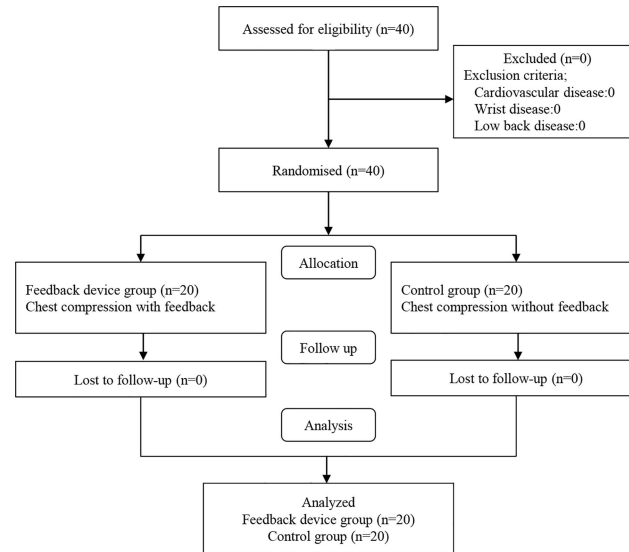 Assessed for eligibility (n=40)
Excluded (n=0)
Exclusion criteria;
Cardiovascular disease:0
Wrist disease:0
Low back disease:0
Randomised (n=40)
Allocation
Feedback device group (n=20)
Chest compression with feedback
Control group (n=20)
Chest compression without feedback
Follow up
Lost to follow-up (n=0)
Lost to follow-up (n=0)
Analysis
Analyzed
Feedback device group (n=20)
Control group (n=20)